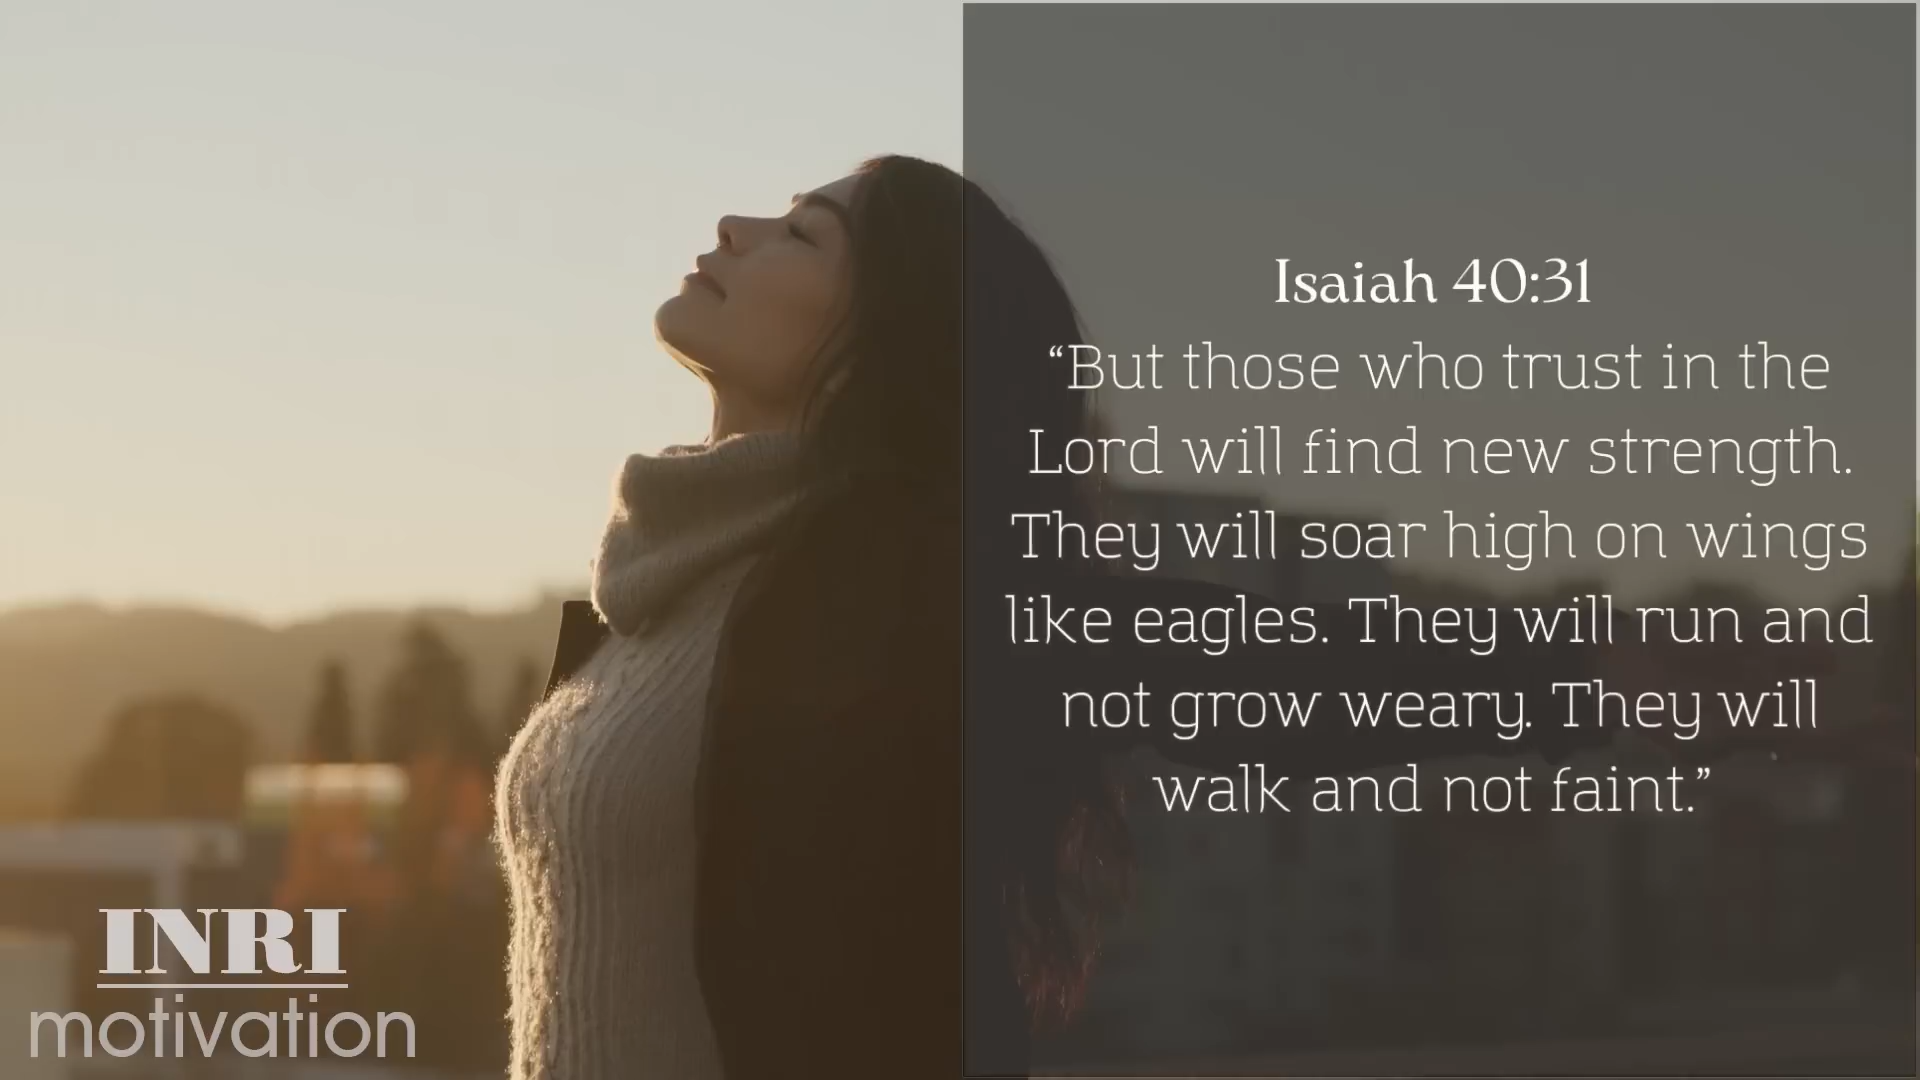 Isaiah 40:31
“But those who trust in the
Lord will find new strength.
They will soar high on wings
like eagles. They will run and
not grow weary. They will
walk and not faint.”
INRI
motivation